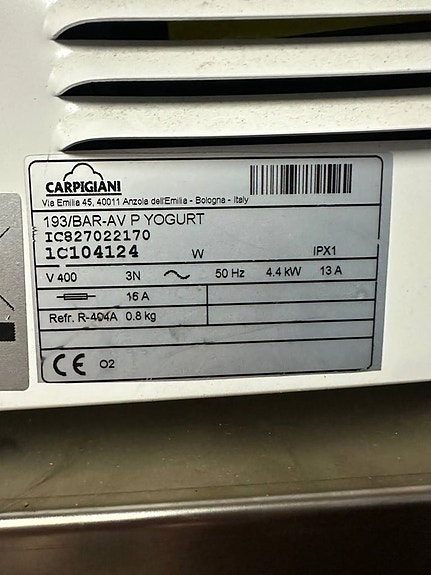 CARPIGIANI
Via Emilia 45, 40011 Anzola dell'Emilia - Bologna - Italy
193/BAR-AV P YOGURT
IC827022170
1C104124 W IPX1
V 400 3N ~ 50 Hz 4.4 kW 13 A
16 A
Refr. R-404A 0.8 kg
CE 02